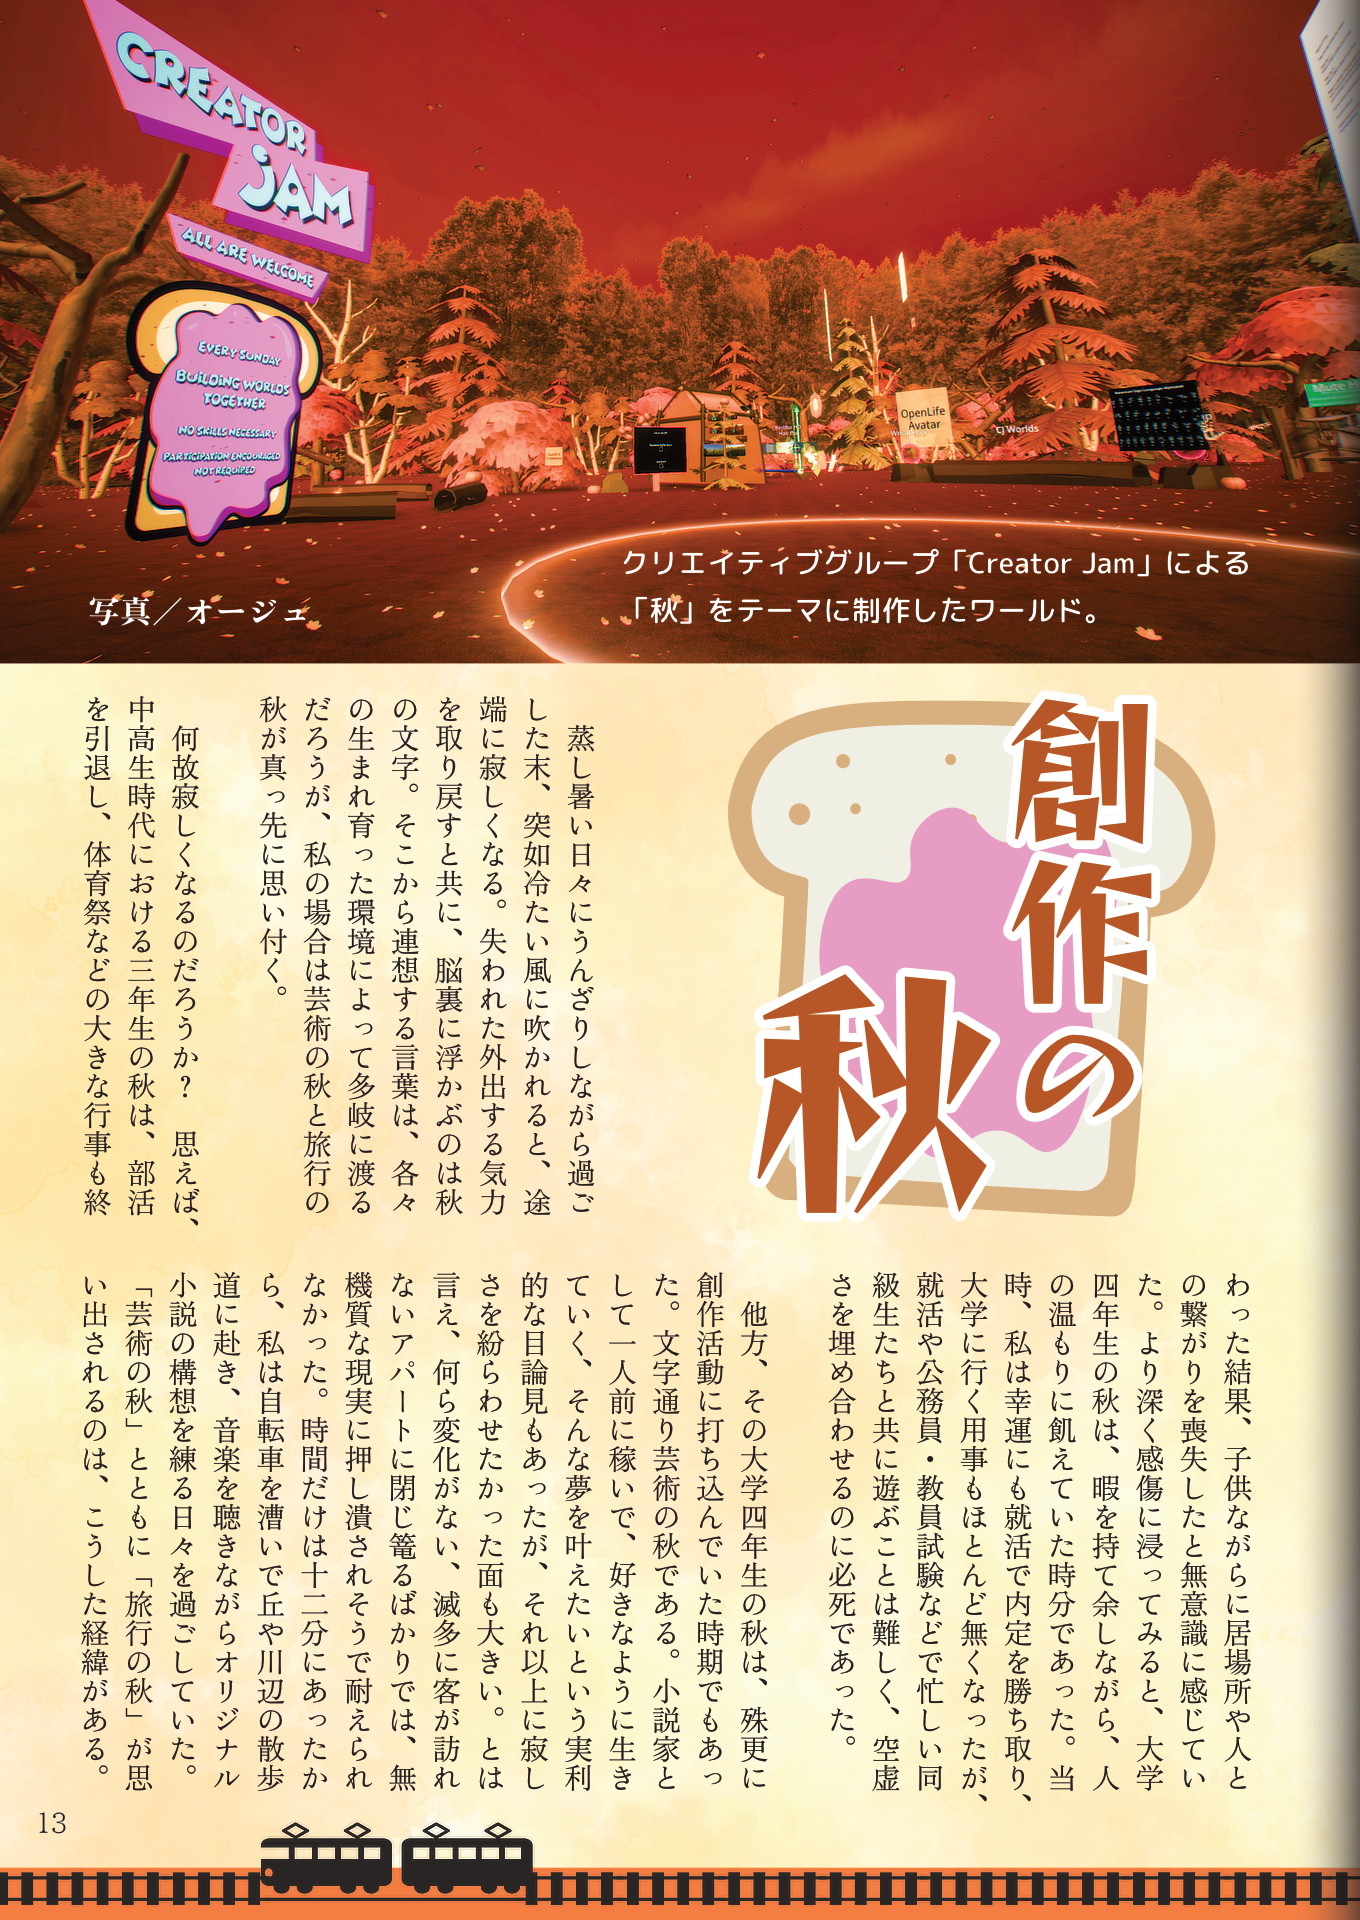 CREATOR
JAM
ALL ARE WELCOME
EVERY SUNDAY
BUILDING WORLDS
TOGETHER
NO SKILLS NECESSARY
PARTICIPATION ENCOURAGED
NOT REQUIRED
OpenLife
Avatar
CJ Worlds
クリエイティブグループ「Creator Jam」による
「秋」をテーマに制作したワールド。
写真／オージュ
創作の
秋
蒸し暑い日々にうんざりしながら過ご
した末、突如冷たい風に吹かれると、途
端に寂しくなる。失われた外出する気力
を取り戻すと共に、脳裏に浮かぶのは秋
の文字。そこから連想する言葉は、各々
の生まれ育った環境によって多岐に渡る
だろうが、私の場合は芸術の秋と旅行の
秋が真っ先に思い付く。
何故寂しくなるのだろうか？　思えば、
中高生時代における三年生の秋は、部活
を引退し、体育祭などの大きな行事も終
わった結果、子供ながらに居場所や人と
の繋がりを喪失したと無意識に感じてい
た。より深く感傷に浸ってみると、大学
四年生の秋は、暇を持て余しながら、人
の温もりに飢えていた時分であった。当
時、私は幸運にも就活で内定を勝ち取り、
大学に行く用事もほとんど無くなったが、
就活や公務員・教員試験などで忙しい同
級生たちと共に遊ぶことは難しく、空虚
さを埋め合わせるのに必死であった。
他方、その大学四年生の秋は、殊更に
創作活動に打ち込んでいた時期でもあっ
た。文字通り芸術の秋である。小説家と
して一人前に稼いで、好きなように生き
ていく、そんな夢を叶えたいという実利
的な目論見もあったが、それ以上に寂し
さを紛らわせたかった面も大きい。とは
言え、何ら変化がない、滅多に客が訪れ
ないアパートに閉じ篭るばかりでは、無
機質な現実に押し潰されそうで耐えられ
なかった。時間だけは十二分にあったか
ら、私は自転車を漕いで丘や川辺の散歩
道に赴き、音楽を聴きながらオリジナル
小説の構想を練る日々を過ごしていた。
「芸術の秋」とともに「旅行の秋」が思
い出されるのは、こうした経緯がある。
13